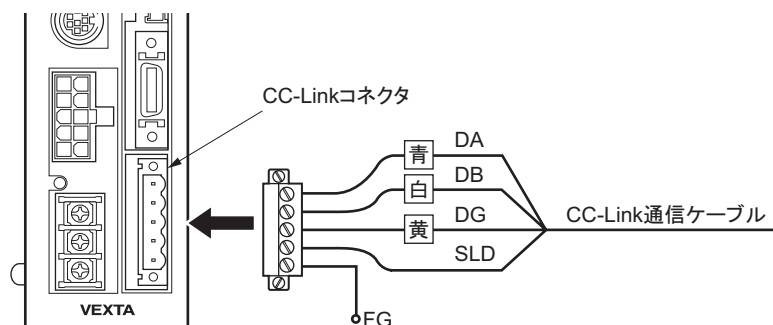 CC-Linkコネクタ
青 DA
白 DB
黄 DG
SLD
CC-Link通信ケーブル
FG
VEXTA